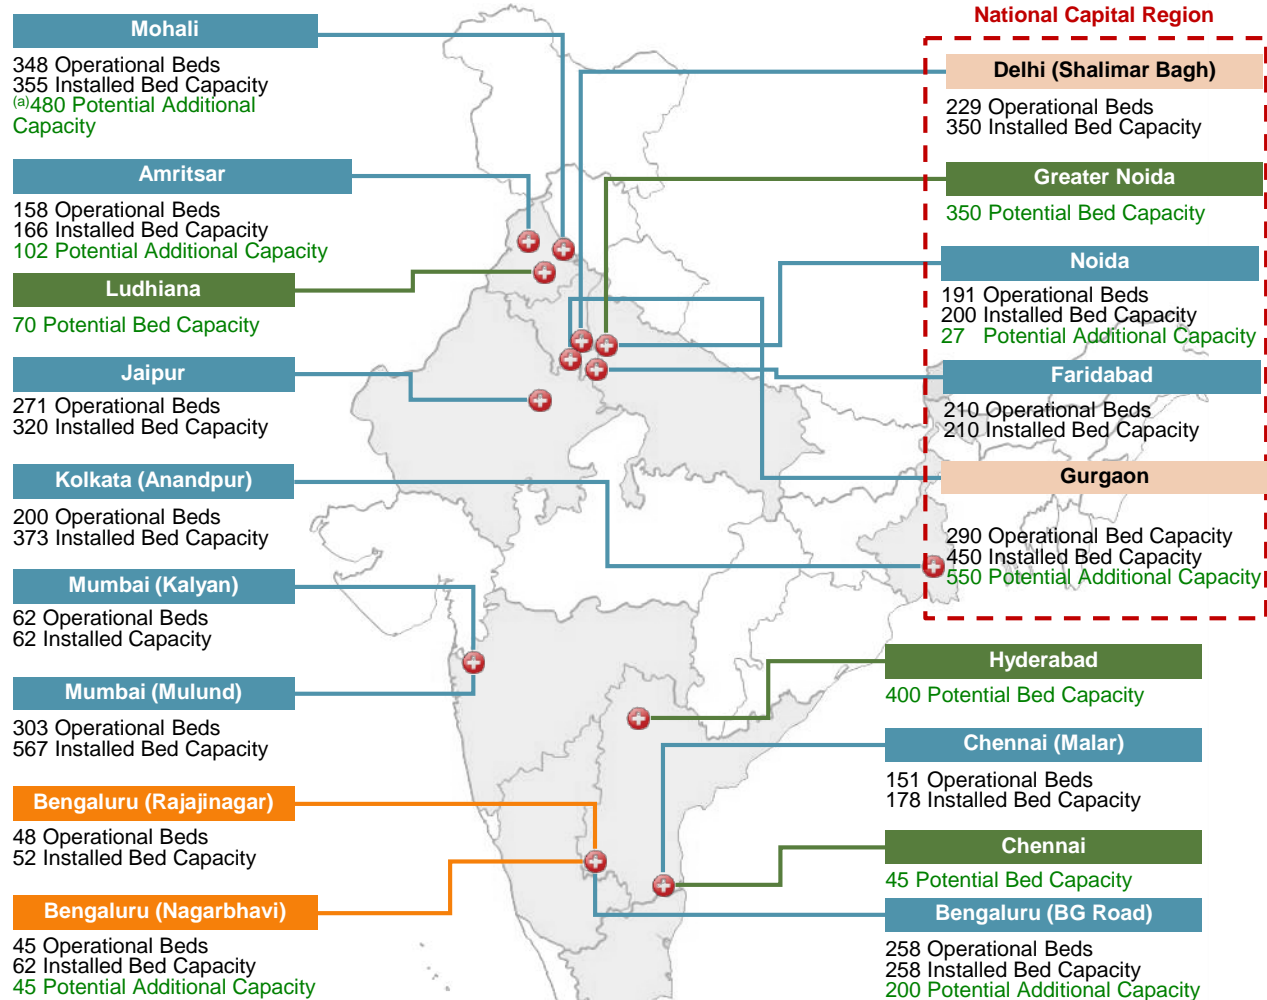 Mohali
348 Operational Beds
355 Installed Bed Capacity
(a)480 Potential Additional
Capacity
Amritsar
158 Operational Beds
166 Installed Bed Capacity
102 Potential Additional Capacity
Ludhiana
70 Potential Bed Capacity
Jaipur
271 Operational Beds
320 Installed Bed Capacity
Kolkata (Anandpur)
200 Operational Beds
373 Installed Bed Capacity
Mumbai (Kalyan)
62 Operational Beds
62 Installed Capacity
Mumbai (Mulund)
303 Operational Beds
567 Installed Bed Capacity
Bengaluru (Rajajinagar)
48 Operational Beds
52 Installed Bed Capacity
Bengaluru (Nagarbhavi)
45 Operational Beds
62 Installed Bed Capacity
45 Potential Additional Capacity
National Capital Region
Delhi (Shalimar Bagh)
229 Operational Beds
350 Installed Bed Capacity
Greater Noida
350 Potential Bed Capacity
Noida
191 Operational Beds
200 Installed Bed Capacity
27 Potential Additional Capacity
Faridabad
210 Operational Beds
210 Installed Bed Capacity
Gurgaon
290 Operational Bed Capacity
450 Installed Bed Capacity
550 Potential Additional Capacity
Hyderabad
400 Potential Bed Capacity
Chennai (Malar)
151 Operational Beds
178 Installed Bed Capacity
Chennai
45 Potential Bed Capacity
Bengaluru (BG Road)
258 Operational Beds
258 Installed Bed Capacity
200 Potential Additional Capacity